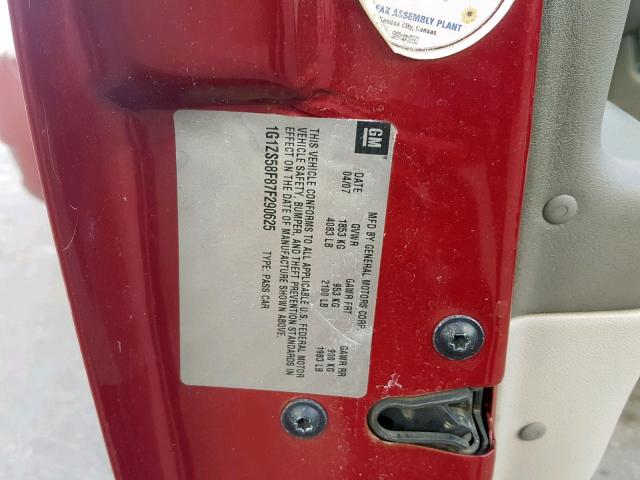 FAX ASSEMBLY PLANT
Kansas City, Kansas
GM
MFD BY GENERAL MOTORS CORP.
DATE GVWR GAWR FRT GAWR RR
04/07 1853 KG 953 KG 900 KG
4083 LB 2100 LB 1983 LB
THIS VEHICLE CONFORMS TO ALL APPLICABLE U.S. FEDERAL MOTOR
VEHICLE SAFETY, BUMPER, AND THEFT PREVENTION STANDARDS IN
EFFECT ON THE DATE OF MANUFACTURE SHOWN ABOVE.
1G1ZS58F87F290625 TYPE: PASS CAR